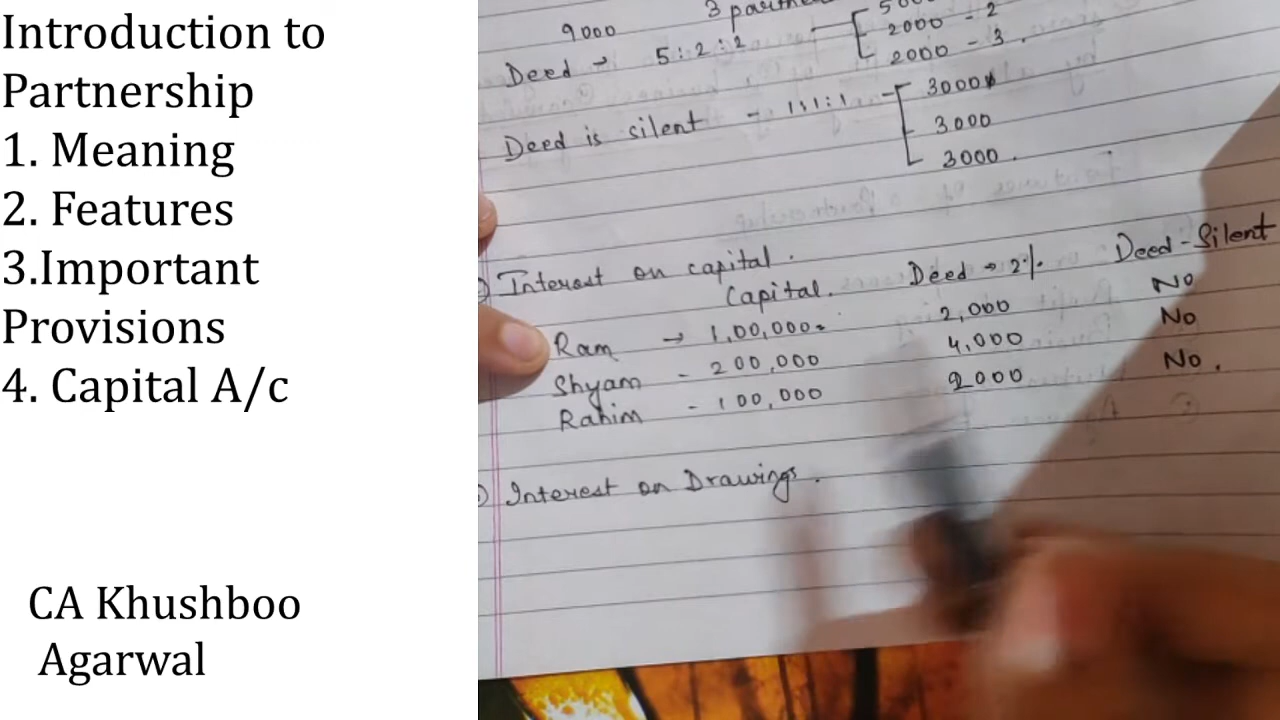 Introduction to
Partnership
1. Meaning
2. Features
3.Important
Provisions
4. Capital A/c
CA Khushboo
Agarwal
9000
Deed → 5:2:2
2000 - 2
2000 - 3.
Deed is silent - 1:1:1
3000
3000
3000.
Interest on capital.
Capital. Deed → 2% Deed-Silent
Ram → 1,00,000 2,000 No
Shyam - 200,000 4,000 No
Rahim - 100,000 2000 No.
Interest on Drawings.